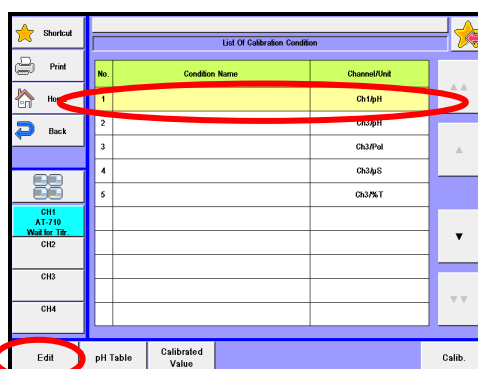 Shortcut
List Of Calibration Condition
Print
Back
No. Condition Name Channel/Unit
1 Ch1/pH
2 Ch3/pH
3 Ch3/Pol
4 Ch3/µS
5 Ch3/%T
CH1
AT-710
Wait for Titr.
CH2
CH3
CH4
Edit
pH Table
Calibrated
Value
Calib.